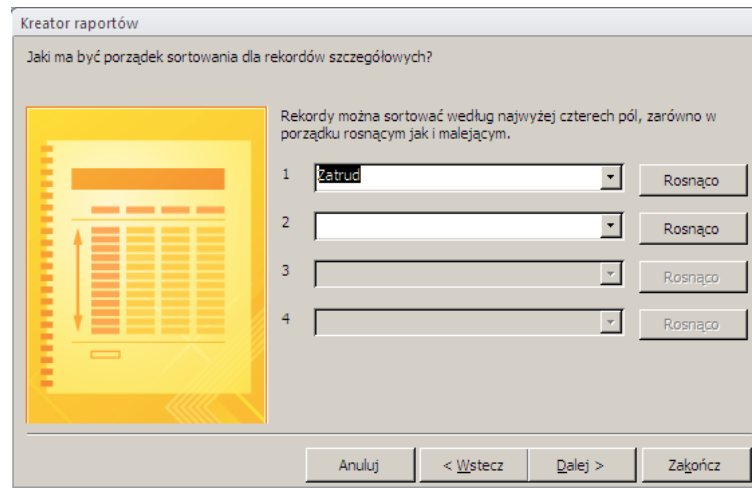 Kreator raportów
Jaki ma być porządek sortowania dla rekordów szczegółowych?
Rekordy można sortować według najwyżej czterech pól, zarówno w
porządku rosnącym jak i malejącym.
1 Zatrud Rosnąco
2 Rosnąco
3 Rosnąco
4 Rosnąco
Anuluj < Wstecz Dalej > Zakończ